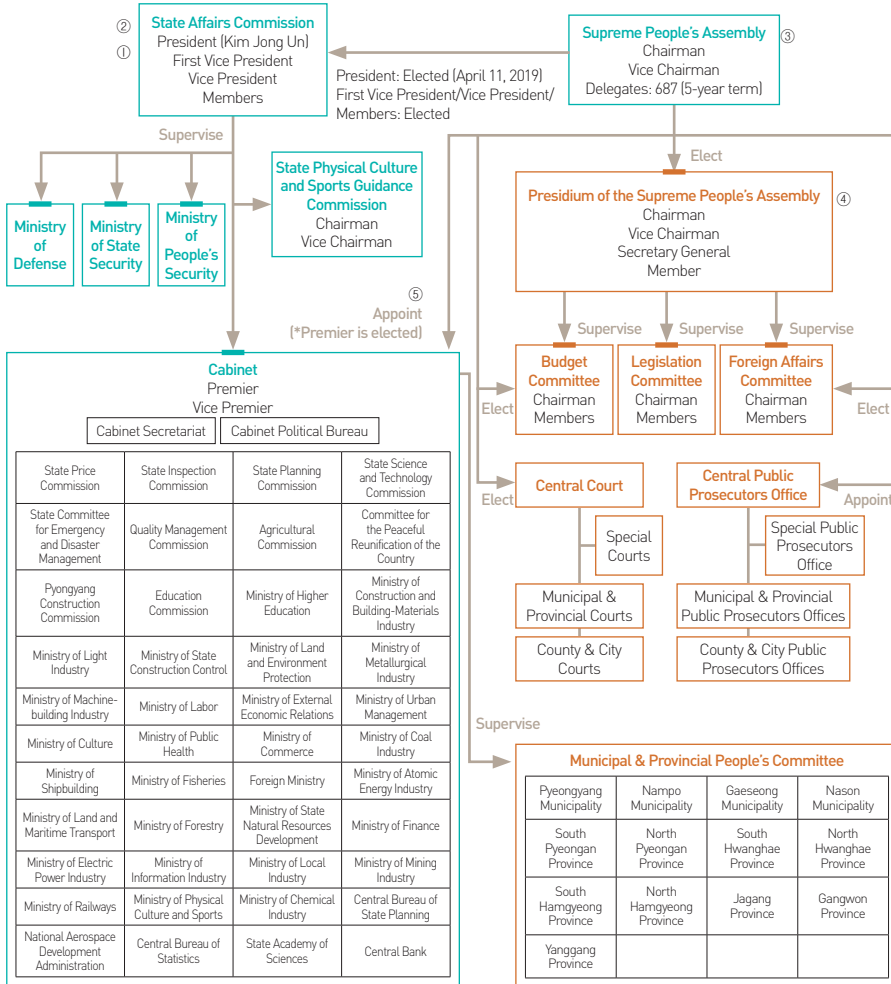 ②
①
State Affairs Commission
President (Kim Jong Un)
First Vice President
Vice President
Members
Supreme People's Assembly
Chairman
Vice Chairman
Delegates: 687 (5-year term)
③
President: Elected (April 11, 2019)
First Vice President/Vice President/
Members: Elected
Supervise
Elect
Ministry
of
Defense
Ministry
of State
Security
Ministry
of
People's
Security
State Physical Culture
and Sports Guidance
Commission
Chairman
Vice Chairman
Presidium of the Supreme People's Assembly
Chairman
Vice Chairman
Secretary General
Member
④
⑤
Appoint
(*Premier is elected)
Supervise
Supervise
Supervise
Budget
Committee
Chairman
Members
Legislation
Committee
Chairman
Members
Foreign Affairs
Committee
Chairman
Members
Elect
Elect
Cabinet
Premier
Vice Premier
Cabinet Secretariat
Cabinet Political Bureau
State Price
Commission
State Inspection
Commission
State Planning
Commission
State Science
and Technology
Commission
State Committee
for Emergency
and Disaster
Management
Quality Management
Commission
Agricultural
Commission
Committee for
the Peaceful
Reunification of the
Country
Pyongyang
Construction
Commission
Education
Commission
Ministry of Higher
Education
Ministry of
Construction and
Building-Materials
Industry
Ministry of Light
Industry
Ministry of State
Construction Control
Ministry of Land
and Environment
Protection
Ministry of
Metallurgical
Industry
Ministry of Machine-
building Industry
Ministry of Labor
Ministry of External
Economic Relations
Ministry of Urban
Management
Ministry of Culture
Ministry of Public
Health
Ministry of
Commerce
Ministry of Coal
Industry
Ministry of
Shipbuilding
Ministry of Fisheries
Foreign Ministry
Ministry of Atomic
Energy Industry
Ministry of Land and
Maritime Transport
Ministry of Forestry
Ministry of State
Natural Resources
Development
Ministry of Finance
Ministry of Electric
Power Industry
Ministry of
Information Industry
Ministry of Local
Industry
Ministry of Mining
Industry
Ministry of Railways
Ministry of Physical
Culture and Sports
Ministry of Chemical
Industry
Central Bureau of
State Planning
National Aerospace
Development
Administration
Central Bureau of
Statistics
State Academy of
Sciences
Central Bank
Elect
Central Court
Special
Courts
Municipal &
Provincial Courts
County & City
Courts
Central Public
Prosecutors Office
Appoint
Special Public
Prosecutors
Office
Municipal & Provincial
Public Prosecutors Offices
County & City Public
Prosecutors Offices
Supervise
Municipal & Provincial People's Committee
Pyeongyang
Municipality
Nampo
Municipality
Gaeseong
Municipality
Nason
Municipality
South
Pyeongan
Province
North
Pyeongan
Province
South
Hwanghae
Province
North
Hwanghae
Province
South
Hamgyeong
Province
North
Hamgyeong
Province
Jagang
Province
Gangwon
Province
Yanggang
Province